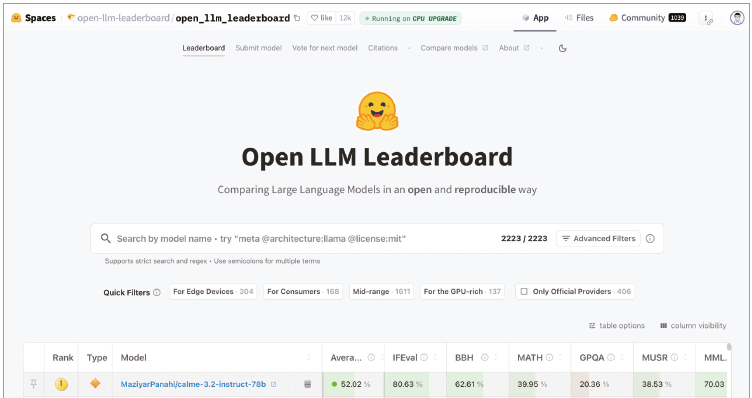 Spaces open-llm-leaderboard/open_llm_leaderboard like 12k Running on CPU UPGRADE App Files Community 1039
Leaderboard Submit model Vote for next model Citations Compare models About
Open LLM Leaderboard
Comparing Large Language Models in an open and reproducible way
Search by model name • try "meta @architecture:llama @license:mit" 2223 / 2223 Advanced Filters
Supports strict search and regex • Use semicolons for multiple terms
Quick Filters For Edge Devices · 304 For Consumers · 168 Mid-range · 1611 For the GPU-rich · 137 Only Official Providers · 406
table options column visibility
Rank Type Model Avera... IFEval BBH MATH GPQA MUSR MML
1 MaziyarPanahi/calme-3.2-instruct-78b 52.02 % 80.63 % 62.61 % 39.95 % 20.36 % 38.53 % 70.03